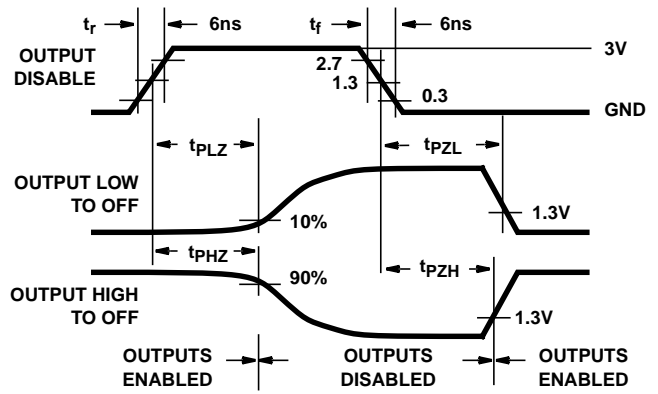 tr
6ns
tf
6ns
OUTPUT
DISABLE
3V
2.7
1.3
0.3
GND
tPLZ
tPZL
OUTPUT LOW
TO OFF
10%
1.3V
tPHZ
tPZH
OUTPUT HIGH
TO OFF
90%
1.3V
OUTPUTS
ENABLED
OUTPUTS
DISABLED
OUTPUTS
ENABLED